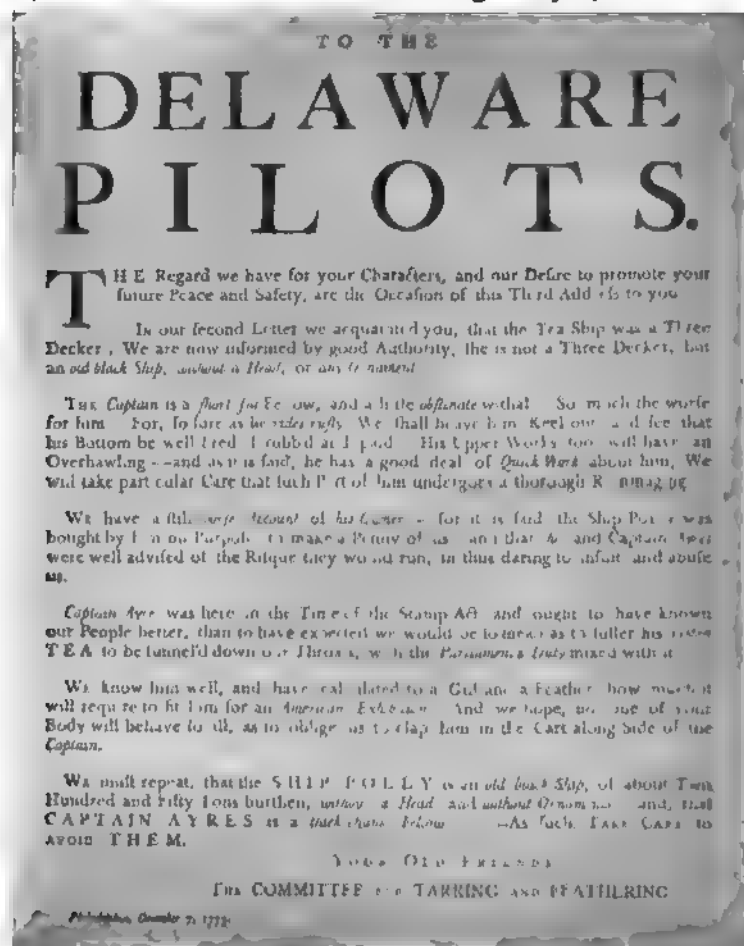 TO THE
DELAWARE
PILOTS.
THE Regard we have for your Characters, and our Desire to promote your
future Peace and Safety, are the Occasion of this Third Address to you
In our second Letter we acquainted you, that the Tea Ship was a Three
Decker, We are now informed by good Authority, she is not a Three Decker, but
an old black Ship, without a Head, or any
THE Captain is a short fat Fellow, and a little obstinate withal So much the worse
for him For, so sure as he rides rusty We shall heave him Keel out and see that
his Bottom be well His Upper Works too will have an
Overhawling -- and as it is said, he has a good deal of Quick Work about him, We
will take particular Care that such Part of him undergoes a thorough Rummaging
We have a still worse Account of his Owner for it is said the Ship was
bought by him on Purpose to make a Penny of us and that he and Captain Ayres
were well advised of the Risque they would run, in thus daring to insult and abuse
us.
Captain Ayres was here in the Time of the Stamp Act and ought to have known
our People better, than to have expected we would be so mean as to suffer his
TEA to be funnel'd down our Throats, with the Parliament's Duty mixed with it
WE know him well, and have calculated to a Gill and a Feather how much it
will require to fit him for an American Exhibition And we hope, not one of your
Body will behave so ill, as to oblige us to clap him in the Cart along Side of the
Captain.
WE must repeat, that the SHIP POLLY is an old black Ship, of about Two
Hundred and Fifty Tons burthen, without a Head and without Ornament and, that
CAPTAIN AYRES is a Fellow --As such, TAKE CARE to
AVOID THEM.
YOUR OLD FRIENDS
THE COMMITTEE FOR TARRING AND FEATHERING
Philadelphia, 7, 1773.